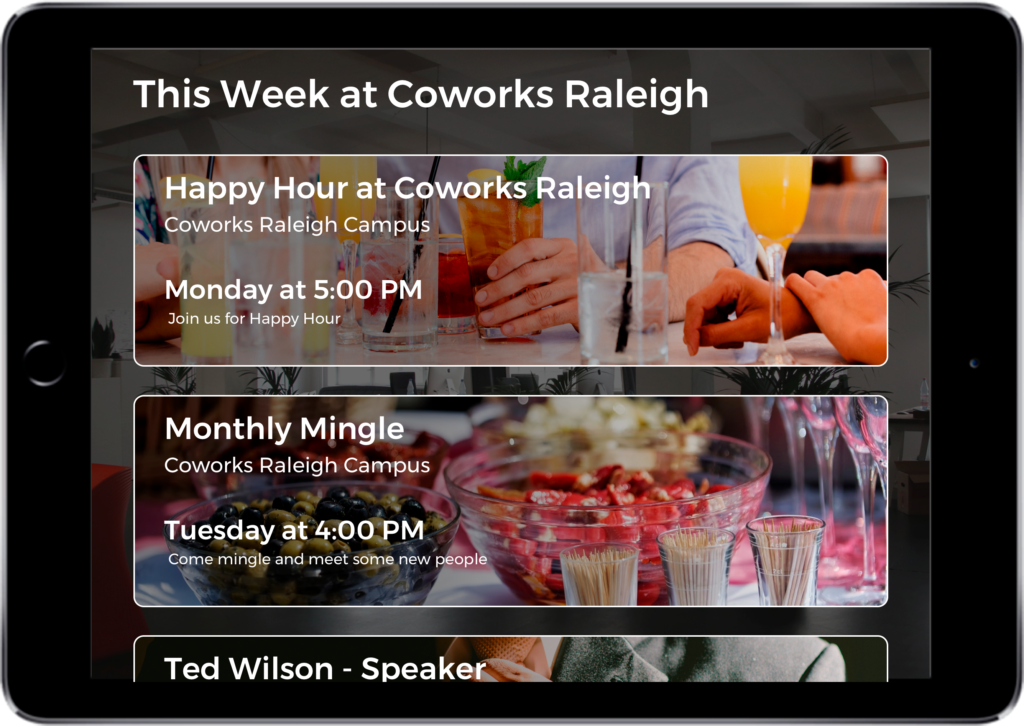 This Week at Coworks Raleigh
Happy Hour at Coworks Raleigh
Coworks Raleigh Campus
Monday at 5:00 PM
Join us for Happy Hour
Monthly Mingle
Coworks Raleigh Campus
Tuesday at 4:00 PM
Come mingle and meet some new people
Ted Wilson - Speaker